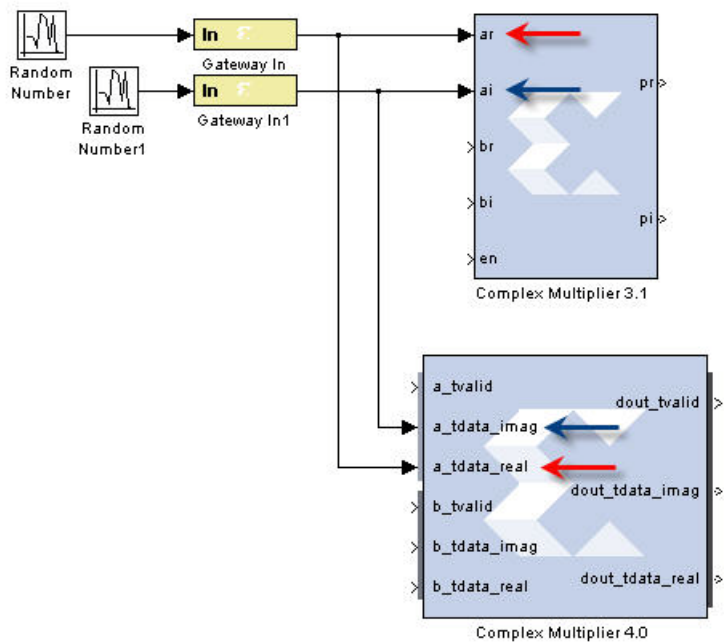 Random
Number
In
Gateway In
Random
Number1
In
Gateway In1
ar
ai
br
bi
en
pr
pi
Complex Multiplier 3.1
a_tvalid
a_tdata_imag
a_tdata_real
b_tvalid
b_tdata_imag
b_tdata_real
dout_tvalid
dout_tdata_imag
dout_tdata_real
Complex Multiplier 4.0